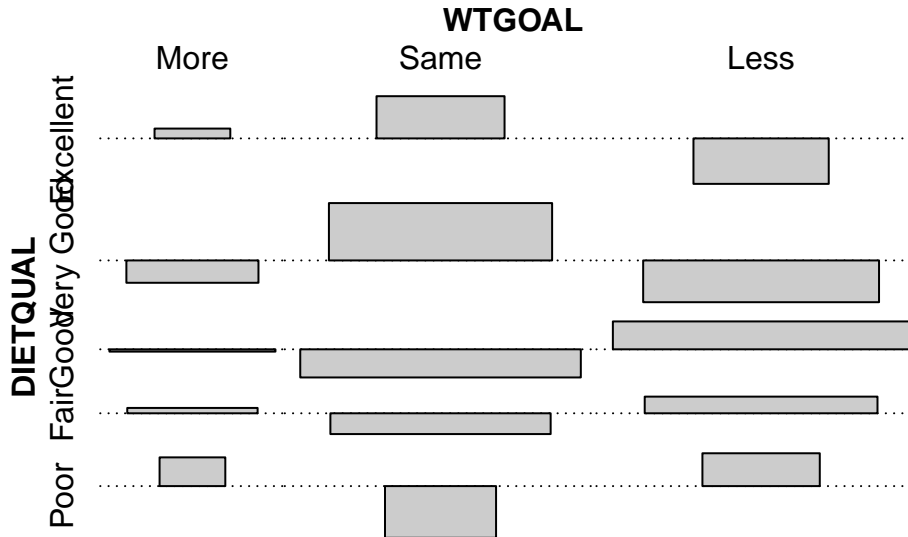 WTGOAL
More Same Less
DIETQUAL
Excellent
Very Good
Good
Fair
Poor